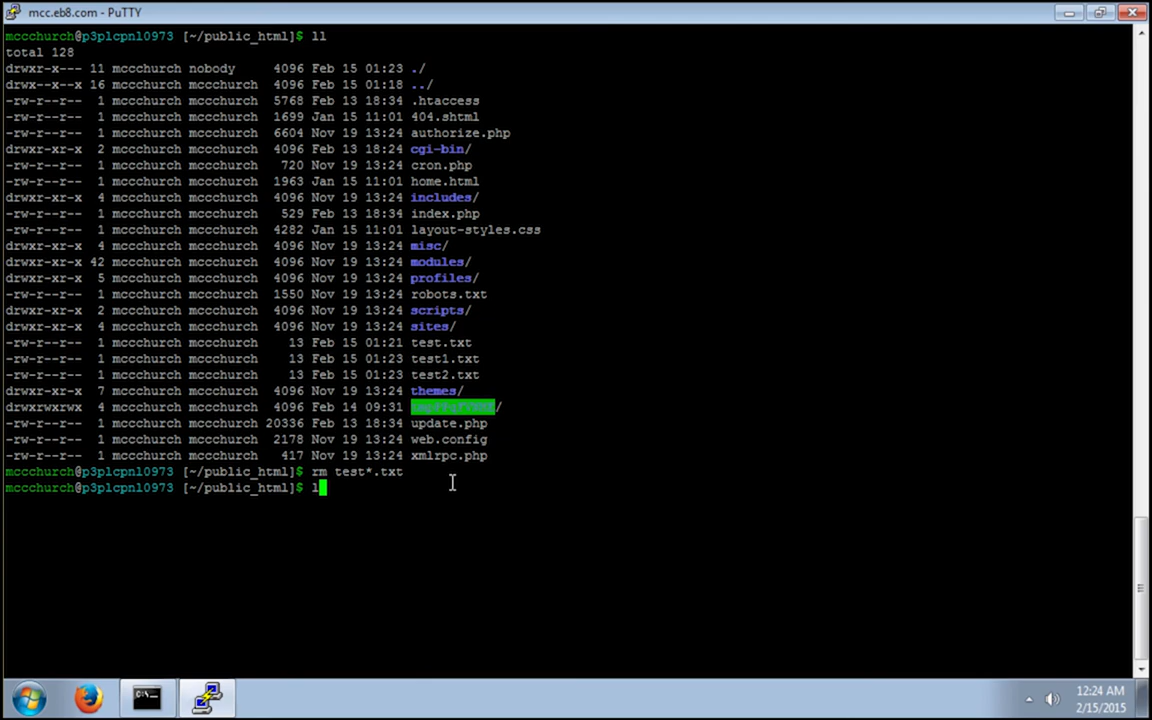 mcc.eb8.com - PuTTY
mccchurch@p3plcpnl0973 [~/public_html]$ ll
total 128
drwxr-x--- 11 mccchurch nobody 4096 Feb 15 01:23 ./
drwx--x--x 16 mccchurch mccchurch 4096 Feb 15 01:18 ../
-rw-r--r-- 1 mccchurch mccchurch 5768 Feb 13 18:34 .htaccess
-rw-r--r-- 1 mccchurch mccchurch 1699 Jan 15 11:01 404.shtml
-rw-r--r-- 1 mccchurch mccchurch 6604 Nov 19 13:24 authorize.php
drwxr-xr-x 2 mccchurch mccchurch 4096 Feb 13 18:24 cgi-bin/
-rw-r--r-- 1 mccchurch mccchurch 720 Nov 19 13:24 cron.php
-rw-r--r-- 1 mccchurch mccchurch 1963 Jan 15 11:01 home.html
drwxr-xr-x 4 mccchurch mccchurch 4096 Nov 19 13:24 includes/
-rw-r--r-- 1 mccchurch mccchurch 529 Feb 13 18:34 index.php
-rw-r--r-- 1 mccchurch mccchurch 4282 Jan 15 11:01 layout-styles.css
drwxr-xr-x 4 mccchurch mccchurch 4096 Nov 19 13:24 misc/
drwxr-xr-x 42 mccchurch mccchurch 4096 Nov 19 13:24 modules/
drwxr-xr-x 5 mccchurch mccchurch 4096 Nov 19 13:24 profiles/
-rw-r--r-- 1 mccchurch mccchurch 1550 Nov 19 13:24 robots.txt
drwxr-xr-x 2 mccchurch mccchurch 4096 Nov 19 13:24 scripts/
drwxr-xr-x 4 mccchurch mccchurch 4096 Nov 19 13:24 sites/
-rw-r--r-- 1 mccchurch mccchurch 13 Feb 15 01:21 test.txt
-rw-r--r-- 1 mccchurch mccchurch 13 Feb 15 01:23 test1.txt
-rw-r--r-- 1 mccchurch mccchurch 13 Feb 15 01:23 test2.txt
drwxr-xr-x 7 mccchurch mccchurch 4096 Nov 19 13:24 themes/
drwxrwxrwx 4 mccchurch mccchurch 4096 Feb 14 09:31
-rw-r--r-- 1 mccchurch mccchurch 20336 Feb 13 18:34 update.php
-rw-r--r-- 1 mccchurch mccchurch 2178 Nov 19 13:24 web.config
-rw-r--r-- 1 mccchurch mccchurch 417 Nov 19 13:24 xmlrpc.php
mccchurch@p3plcpnl0973 [~/public_html]$ rm test*.txt
mccchurch@p3plcpnl0973 [~/public_html]$ l
C:\_
12:24 AM
2/15/2015